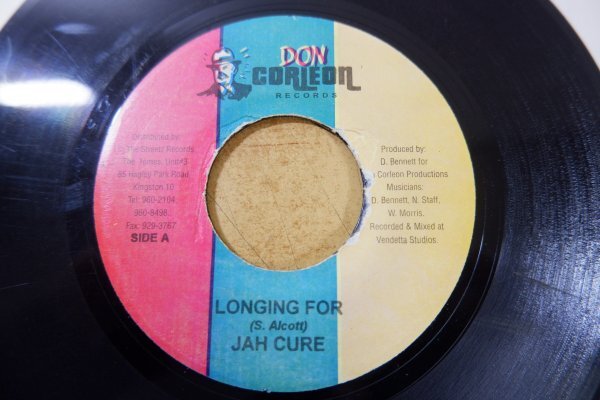 DON
CORLEON
RECORDS
Distributed by:
The Streetz Records
The Nymes, Unit#3
65 Hagley Park Road
Kingston 10
Tel: 960-2104
960-8498
Fax: 929-3767
SIDE A
Produced by:
D. Bennett for
Corleon Productions
Musicians:
D. Bennett, N. Staff,
W. Morris.
Recorded & Mixed at
Vendetta Studios.
LONGING FOR
(S. Alcott)
JAH CURE